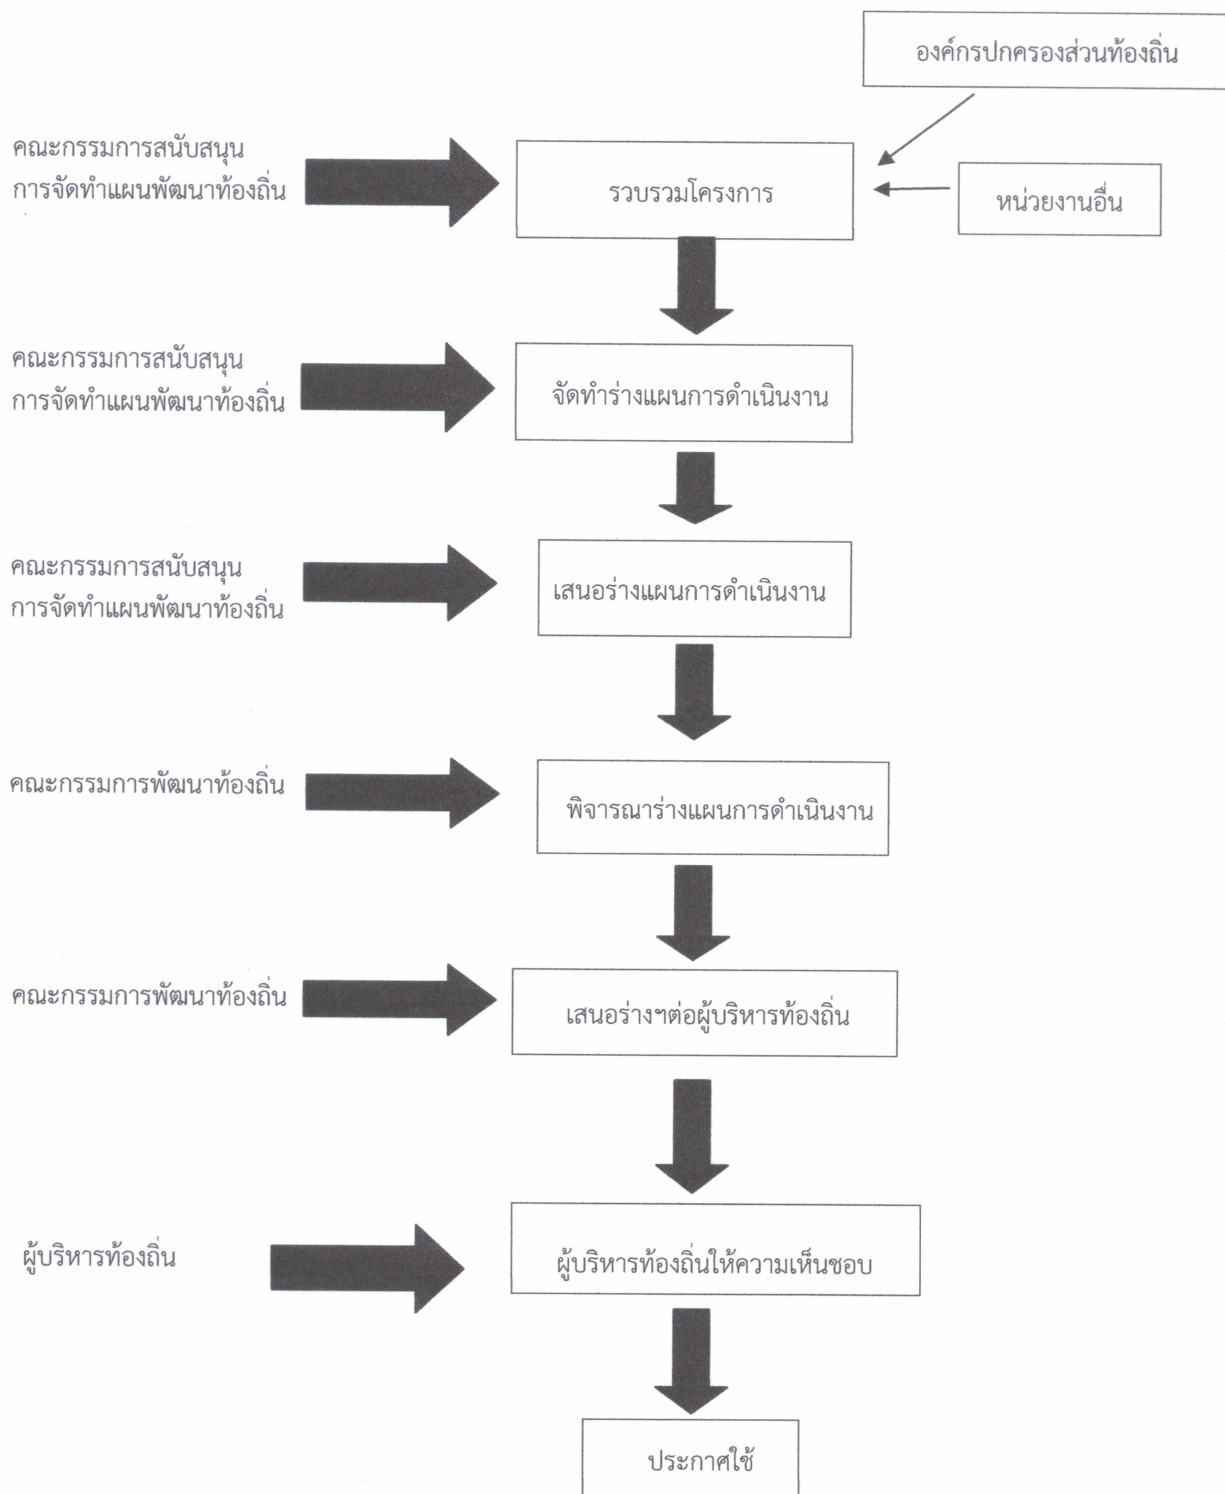 องค์กรปกครองส่วนท้องถิ่น
คณะกรรมการสนับสนุน
การจัดทำแผนพัฒนาท้องถิ่น
รวบรวมโครงการ
หน่วยงานอื่น
คณะกรรมการสนับสนุน
การจัดทำแผนพัฒนาท้องถิ่น
จัดทำร่างแผนการดำเนินงาน
คณะกรรมการสนับสนุน
การจัดทำแผนพัฒนาท้องถิ่น
เสนอร่างแผนการดำเนินงาน
คณะกรรมการพัฒนาท้องถิ่น
พิจารณาร่างแผนการดำเนินงาน
คณะกรรมการพัฒนาท้องถิ่น
เสนอร่างฯต่อผู้บริหารท้องถิ่น
ผู้บริหารท้องถิ่น
ผู้บริหารท้องถิ่นให้ความเห็นชอบ
ประกาศใช้